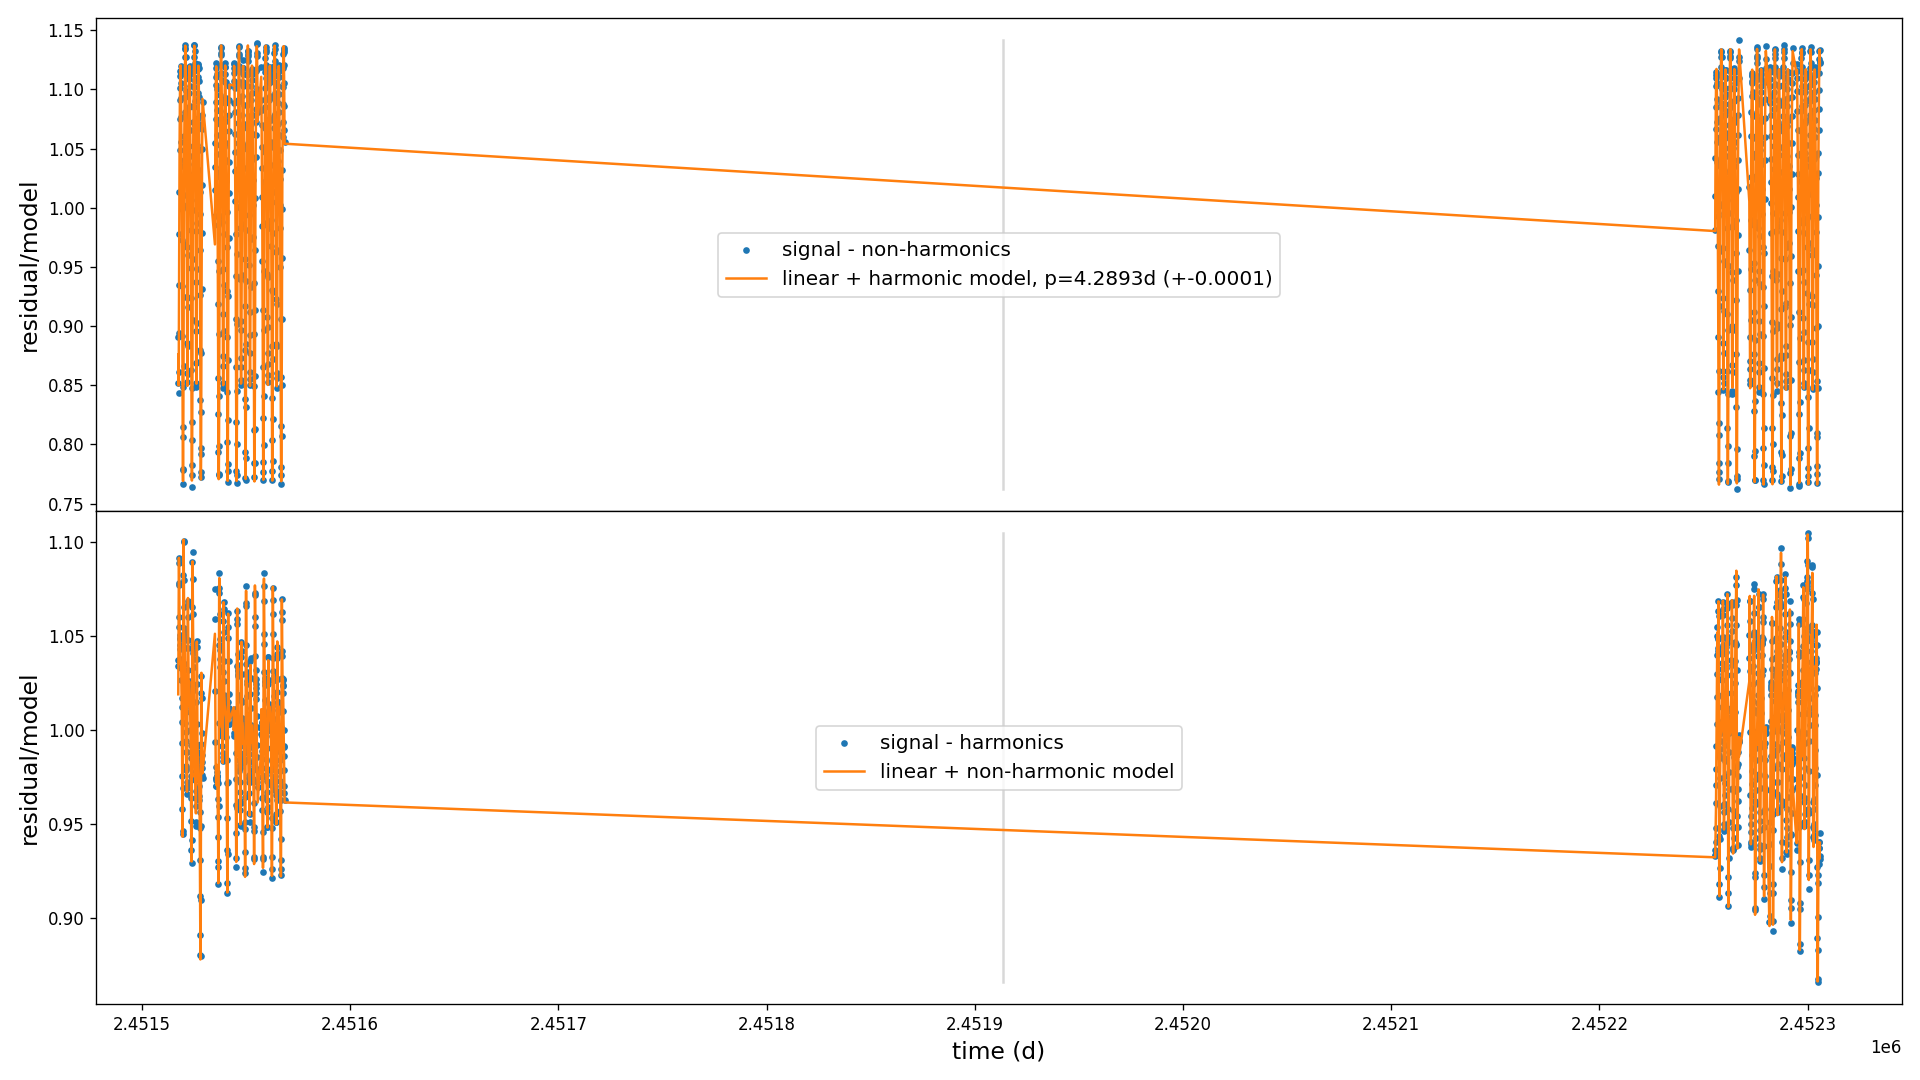 1.15
1.10
1.05
1.00
0.95
0.90
0.85
0.80
0.75
residual/model
signal - non-harmonics
linear + harmonic model, p=4.2893d (+-0.0001)
1.10
1.05
1.00
0.95
0.90
residual/model
signal - harmonics
linear + non-harmonic model
2.4515 2.4516 2.4517 2.4518 2.4519 2.4520 2.4521 2.4522 2.4523
time (d)
1e6